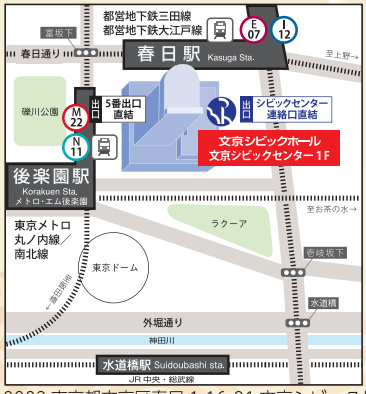 都営地下鉄三田線
都営地下鉄大江戸線
E
07
I
12
富坂下
春日通り
春日駅 Kasuga Sta.
至上野→
礫川公園
出口
5番出口
直結
M
22
N
11
出口
シビックセンター
連絡口直結
文京シビックホール
文京シビックセンター1F
後楽園駅
Korakuen Sta.
メトロ・エム後楽園
東京メトロ
丸ノ内線/
南北線
ラクーア
至お茶の水→
東京ドーム
壱岐坂下
至飯田橋
水道橋
外堀通り
神田川
水道橋駅 Suidoubashi sta.
JR 中央・総武線